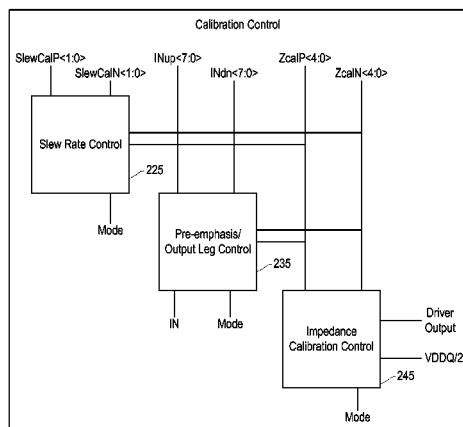 Calibration Control
SlewCalP<1:0>
SlewCalN<1:0>
INup<7:0>
INdn<7:0>
ZcalP<4:0>
ZcalN<4:0>
Slew Rate Control
225
Mode
Pre-emphasis/
Output Leg Control
235
IN
Mode
Impedance
Calibration Control
Driver
Output
VDDQ/2
245
Mode